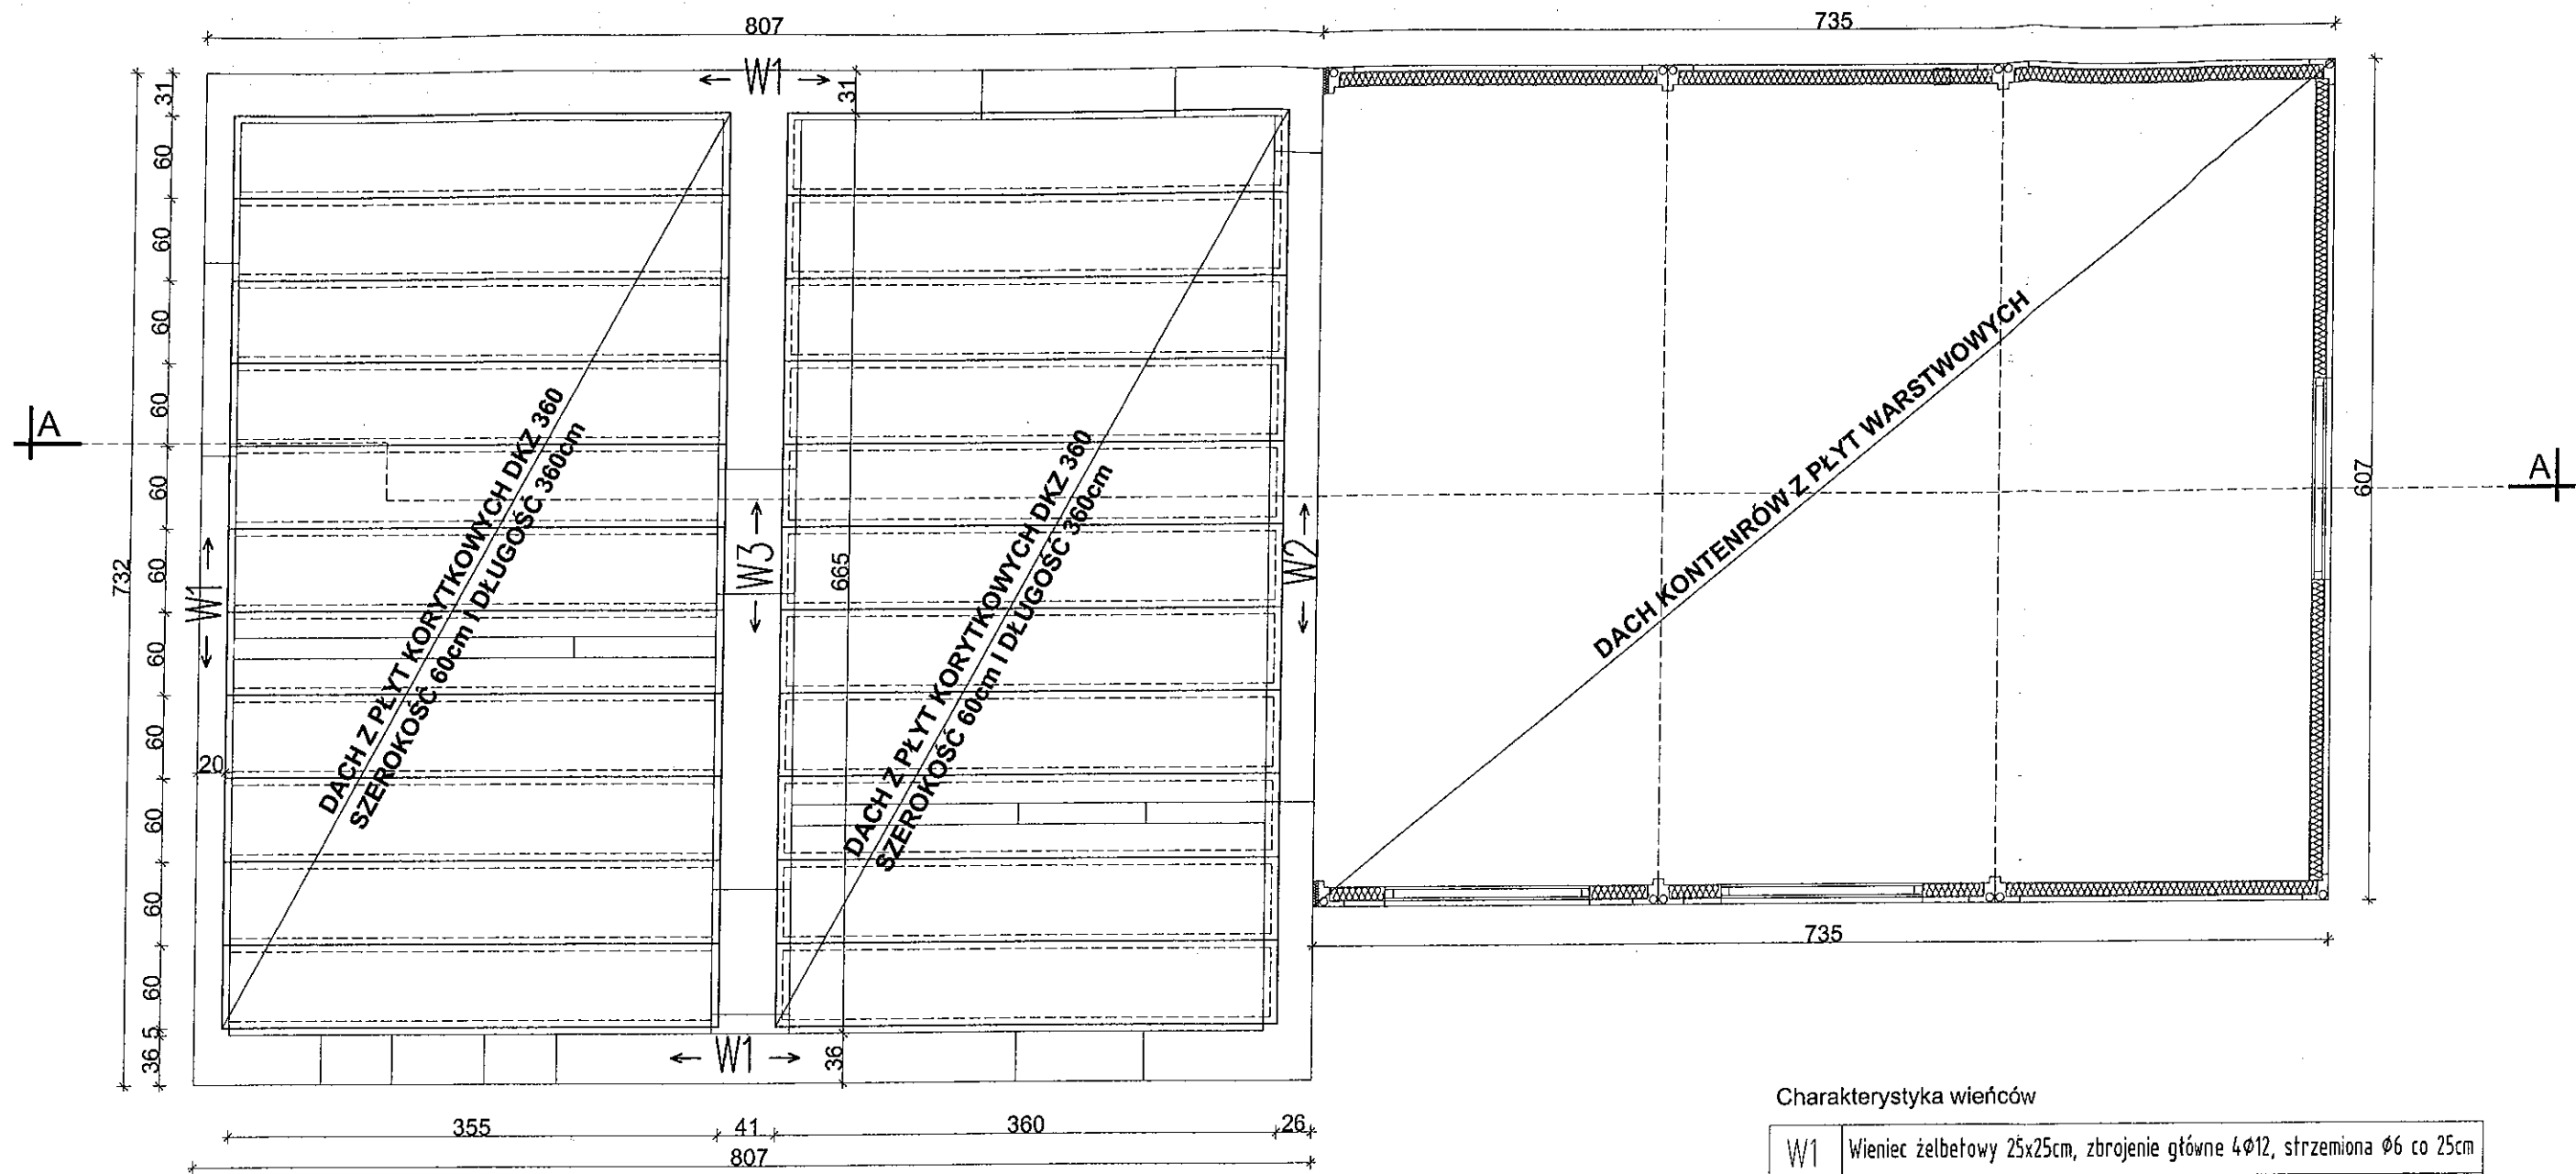 807
735
31
60
60
60
60
60
60
60
60
60
60
60
5
36
732
20
W1
W1
W1
W3
W2
31
665
36
A
A
DACH Z PŁYT KORYTKOWYCH DKZ 360
SZEROKOŚĆ 60cm I DŁUGOŚĆ 360cm
DACH Z PŁYT KORYTKOWYCH DKZ 360
SZEROKOŚĆ 60cm I DŁUGOŚĆ 360cm
DACH KONTENRÓW Z PŁYT WARSTWOWYCH
607
735
355
41
360
26
807
Charakterystyka wieńców
W1 Wieniec żelbetowy 25x25cm, zbrojenie główne 4Φ12, strzemiona Φ6 co 25cm